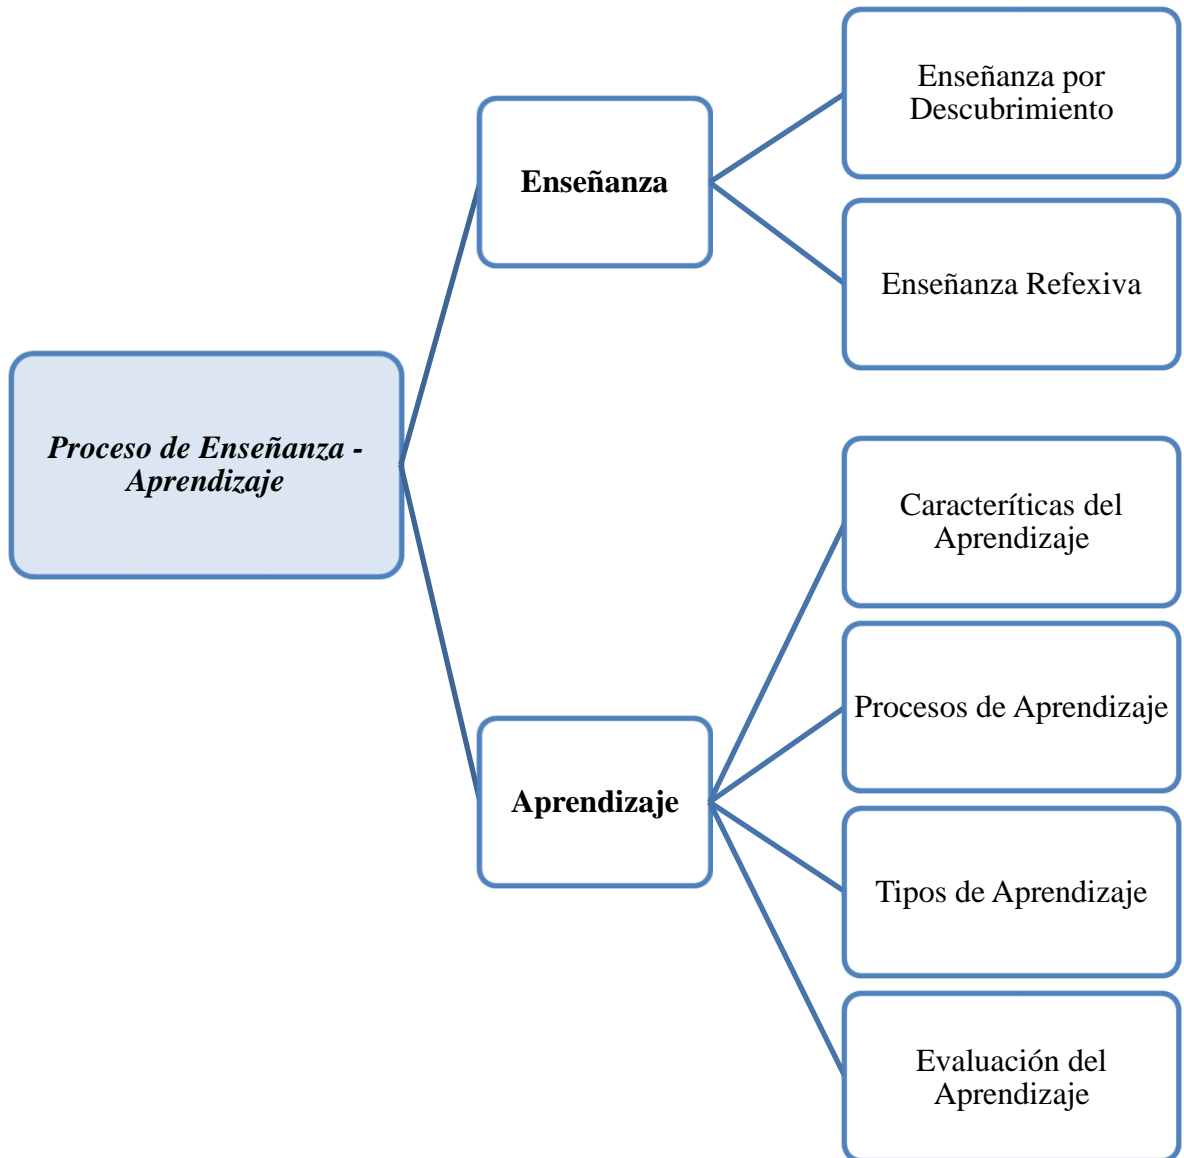 Proceso de Enseñanza -
Aprendizaje
Enseñanza
Enseñanza por
Descubrimiento
Enseñanza Refexiva
Aprendizaje
Caracteríticas del
Aprendizaje
Procesos de Aprendizaje
Tipos de Aprendizaje
Evaluación del
Aprendizaje